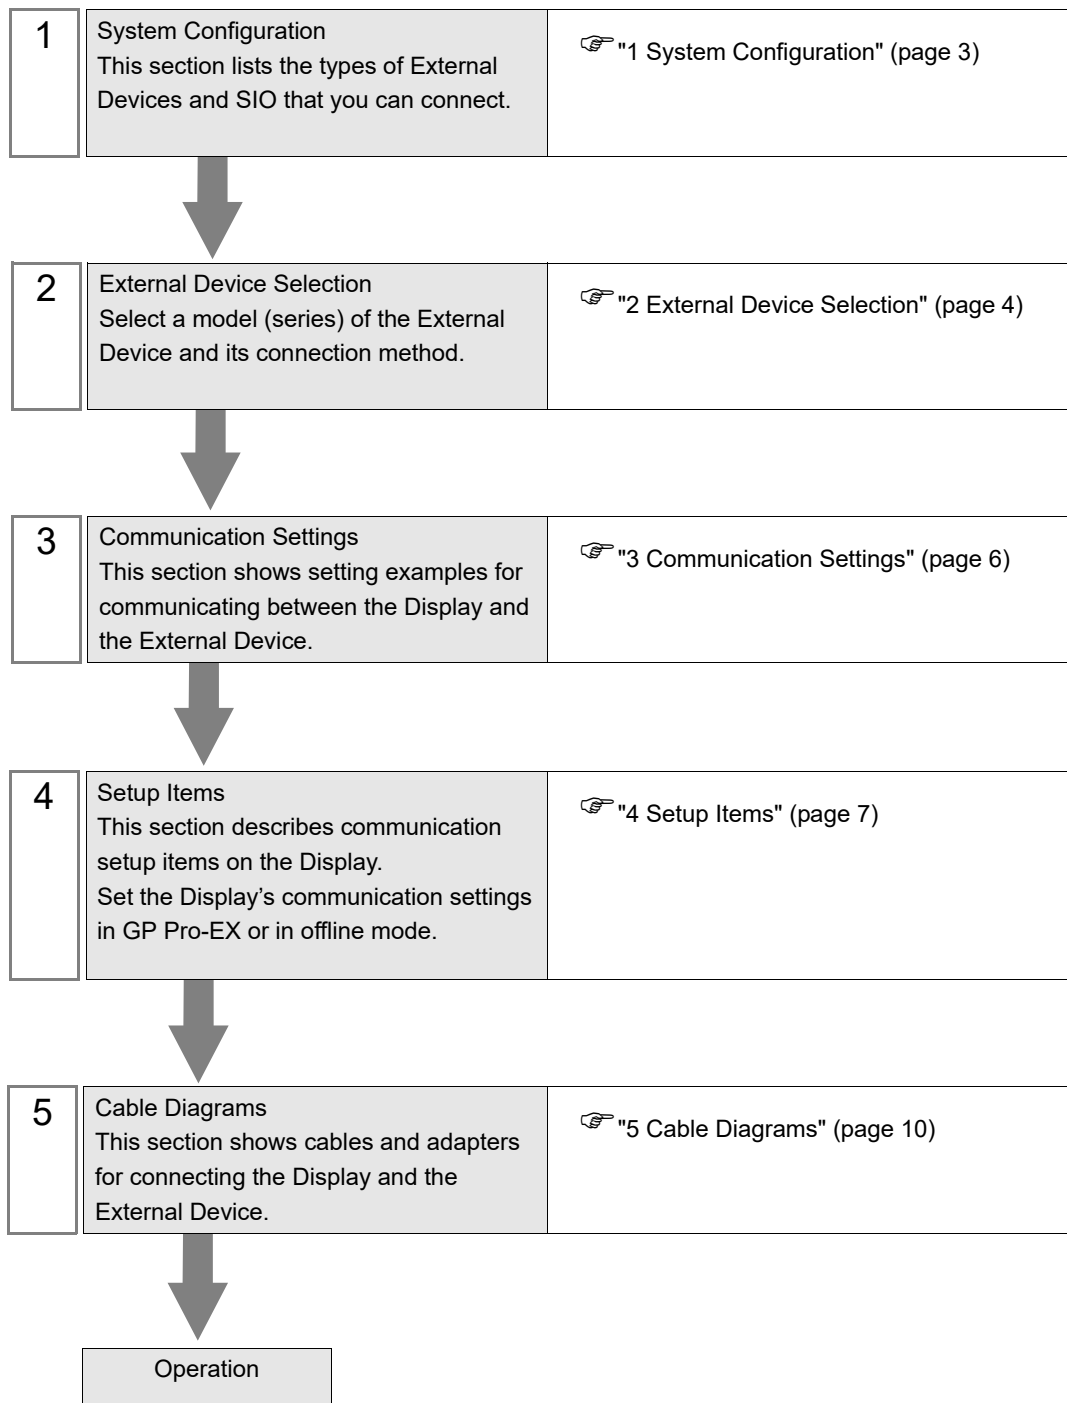 1
System Configuration
This section lists the types of External
Devices and SIO that you can connect.
"1 System Configuration" (page 3)
2
External Device Selection
Select a model (series) of the External
Device and its connection method.
"2 External Device Selection" (page 4)
3
Communication Settings
This section shows setting examples for
communicating between the Display and
the External Device.
"3 Communication Settings" (page 6)
4
Setup Items
This section describes communication
setup items on the Display.
Set the Display’s communication settings
in GP Pro-EX or in offline mode.
"4 Setup Items" (page 7)
5
Cable Diagrams
This section shows cables and adapters
for connecting the Display and the
External Device.
"5 Cable Diagrams" (page 10)
Operation